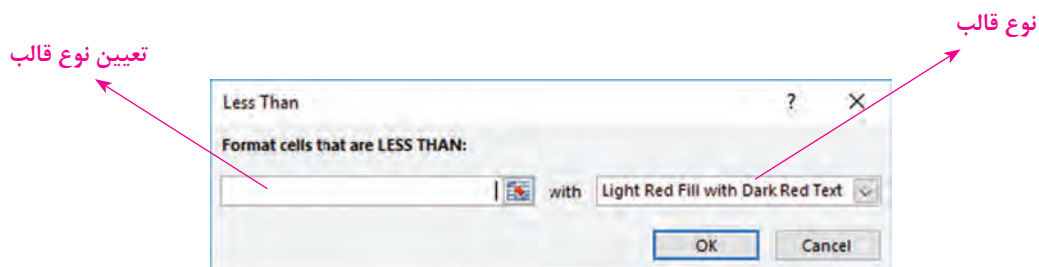 نوع قالب
تعیین نوع قالب
Less Than ? X
Format cells that are LESS THAN:
with Light Red Fill with Dark Red Text
OK Cancel